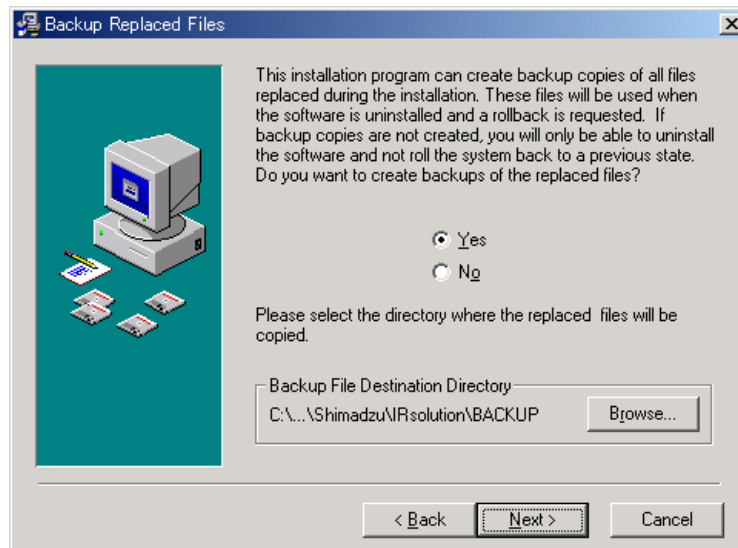 Backup Replaced Files
This installation program can create backup copies of all files
replaced during the installation. These files will be used when
the software is uninstalled and a rollback is requested.  If
backup copies are not created, you will only be able to uninstall
the software and not roll the system back to a previous state.
Do you want to create backups of the replaced files?
Yes
No
Please select the directory where the replaced  files will be
copied.
Backup File Destination Directory
C:\...\Shimadzu\IRsolution\BACKUP
Browse...
< Back
Next >
Cancel